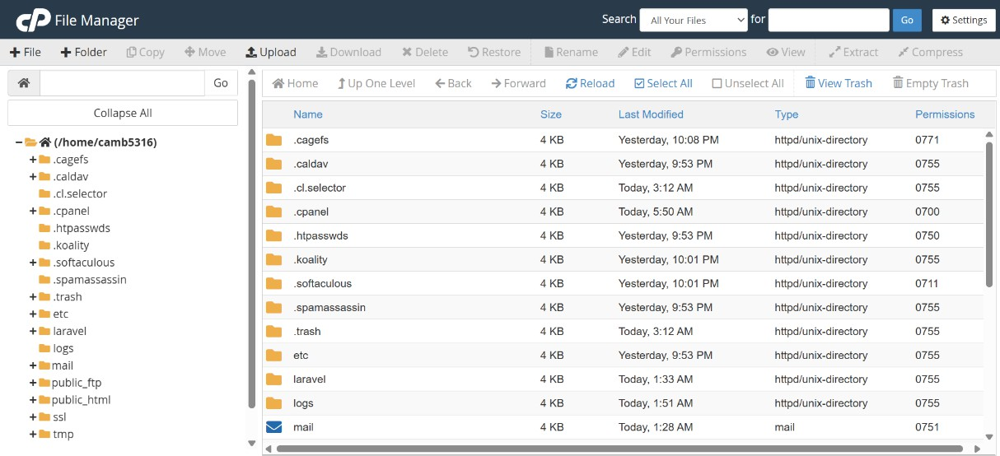 cP File Manager Search All Your Files for Go Settings
+ File + Folder Copy Move Upload Download Delete Restore Rename Edit Permissions View Extract Compress
Go Home Up One Level Back Forward Reload Select All Unselect All View Trash Empty Trash
Collapse All
Name Size Last Modified Type Permissions
(/home/camb5316)
.cagefs
.caldav
.cl.selector
.cpanel
.htpasswds
.koality
.softaculous
.spamassassin
.trash
etc
laravel
logs
mail
public_ftp
public_html
ssl
tmp
.cagefs 4 KB Yesterday, 10:08 PM httpd/unix-directory 0771
.caldav 4 KB Yesterday, 9:53 PM httpd/unix-directory 0755
.cl.selector 4 KB Today, 3:12 AM httpd/unix-directory 0755
.cpanel 4 KB Today, 5:50 AM httpd/unix-directory 0700
.htpasswds 4 KB Yesterday, 9:53 PM httpd/unix-directory 0750
.koality 4 KB Yesterday, 10:01 PM httpd/unix-directory 0755
.softaculous 4 KB Yesterday, 10:01 PM httpd/unix-directory 0711
.spamassassin 4 KB Yesterday, 9:53 PM httpd/unix-directory 0755
.trash 4 KB Today, 3:12 AM httpd/unix-directory 0755
etc 4 KB Yesterday, 9:53 PM httpd/unix-directory 0755
laravel 4 KB Today, 1:33 AM httpd/unix-directory 0755
logs 4 KB Today, 1:51 AM httpd/unix-directory 0755
mail 4 KB Today, 1:28 AM mail 0751